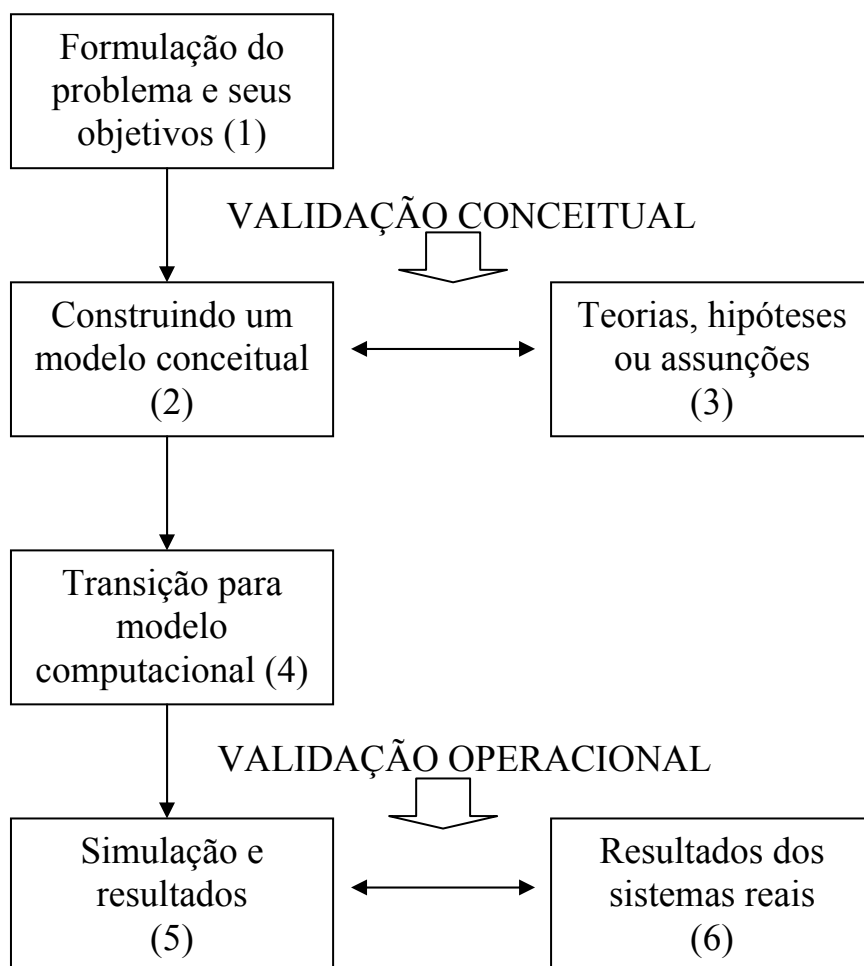 Formulação do
problema e seus
objetivos (1)
VALIDAÇÃO CONCEITUAL
Construindo um
modelo conceitual
(2)
Teorias, hipóteses
ou assunções
(3)
Transição para
modelo
computacional (4)
VALIDAÇÃO OPERACIONAL
Simulação e
resultados
(5)
Resultados dos
sistemas reais
(6)